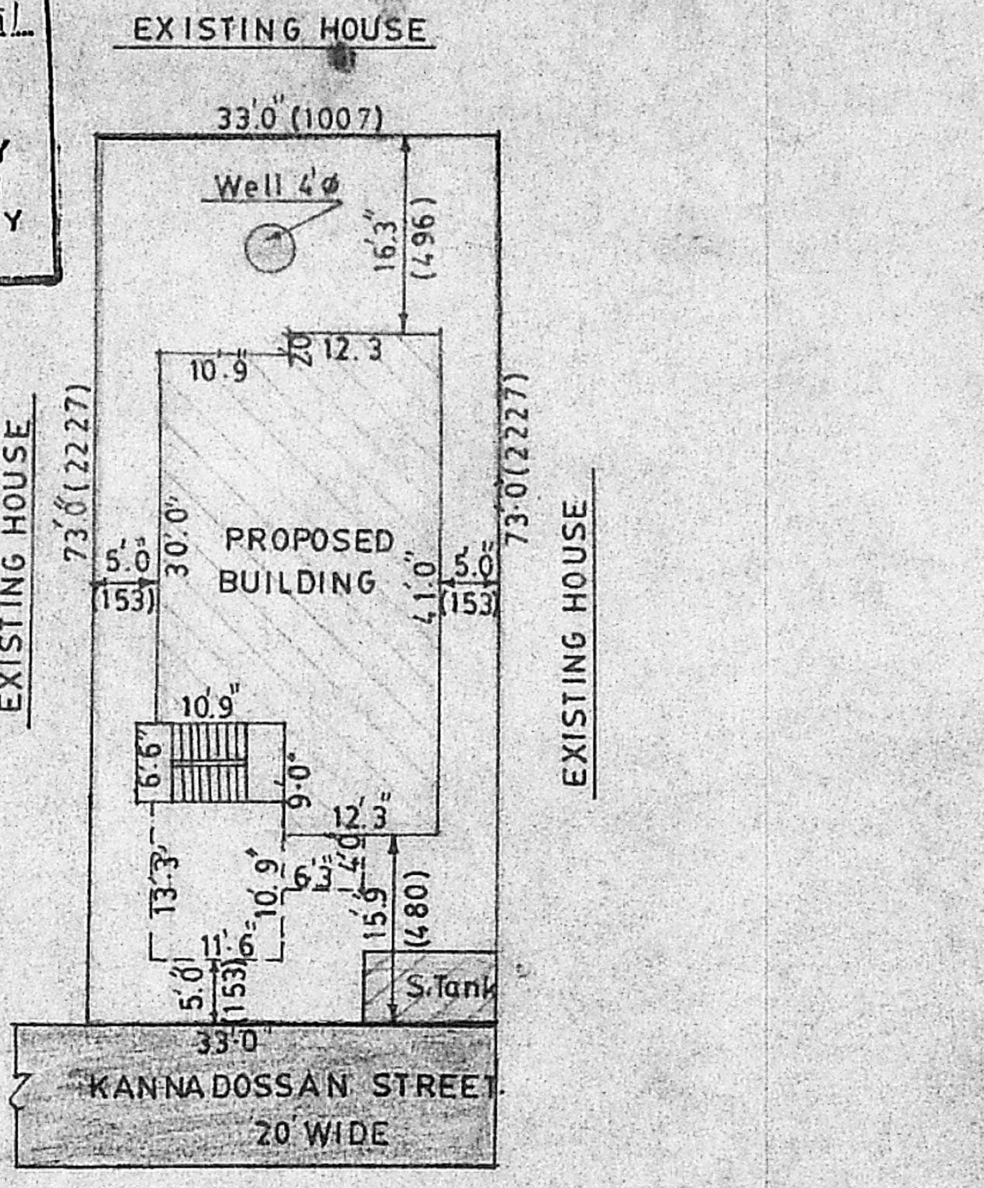 EXISTING HOUSE
Y
Y
33'0" (1007)
Well 4'ø
16'.3"
(496)
10'.9"
2'0
12.3
73'0" (2227)
73'.0 (2227)
EXISTING HOUSE
EXISTING HOUSE
PROPOSED
BUILDING
30'.0"
41'.0"
5'.0"
(153)
5'.0"
(153)
10'.9"
6'.6"
9'.0"
12'.3"
4'0
6'.3"
13'.3"
10'.9"
15'.9
(480)
11'.6"
5'.0"
(153)
S.Tank
33'0"
KANNADOSSAN STREET.
20' WIDE